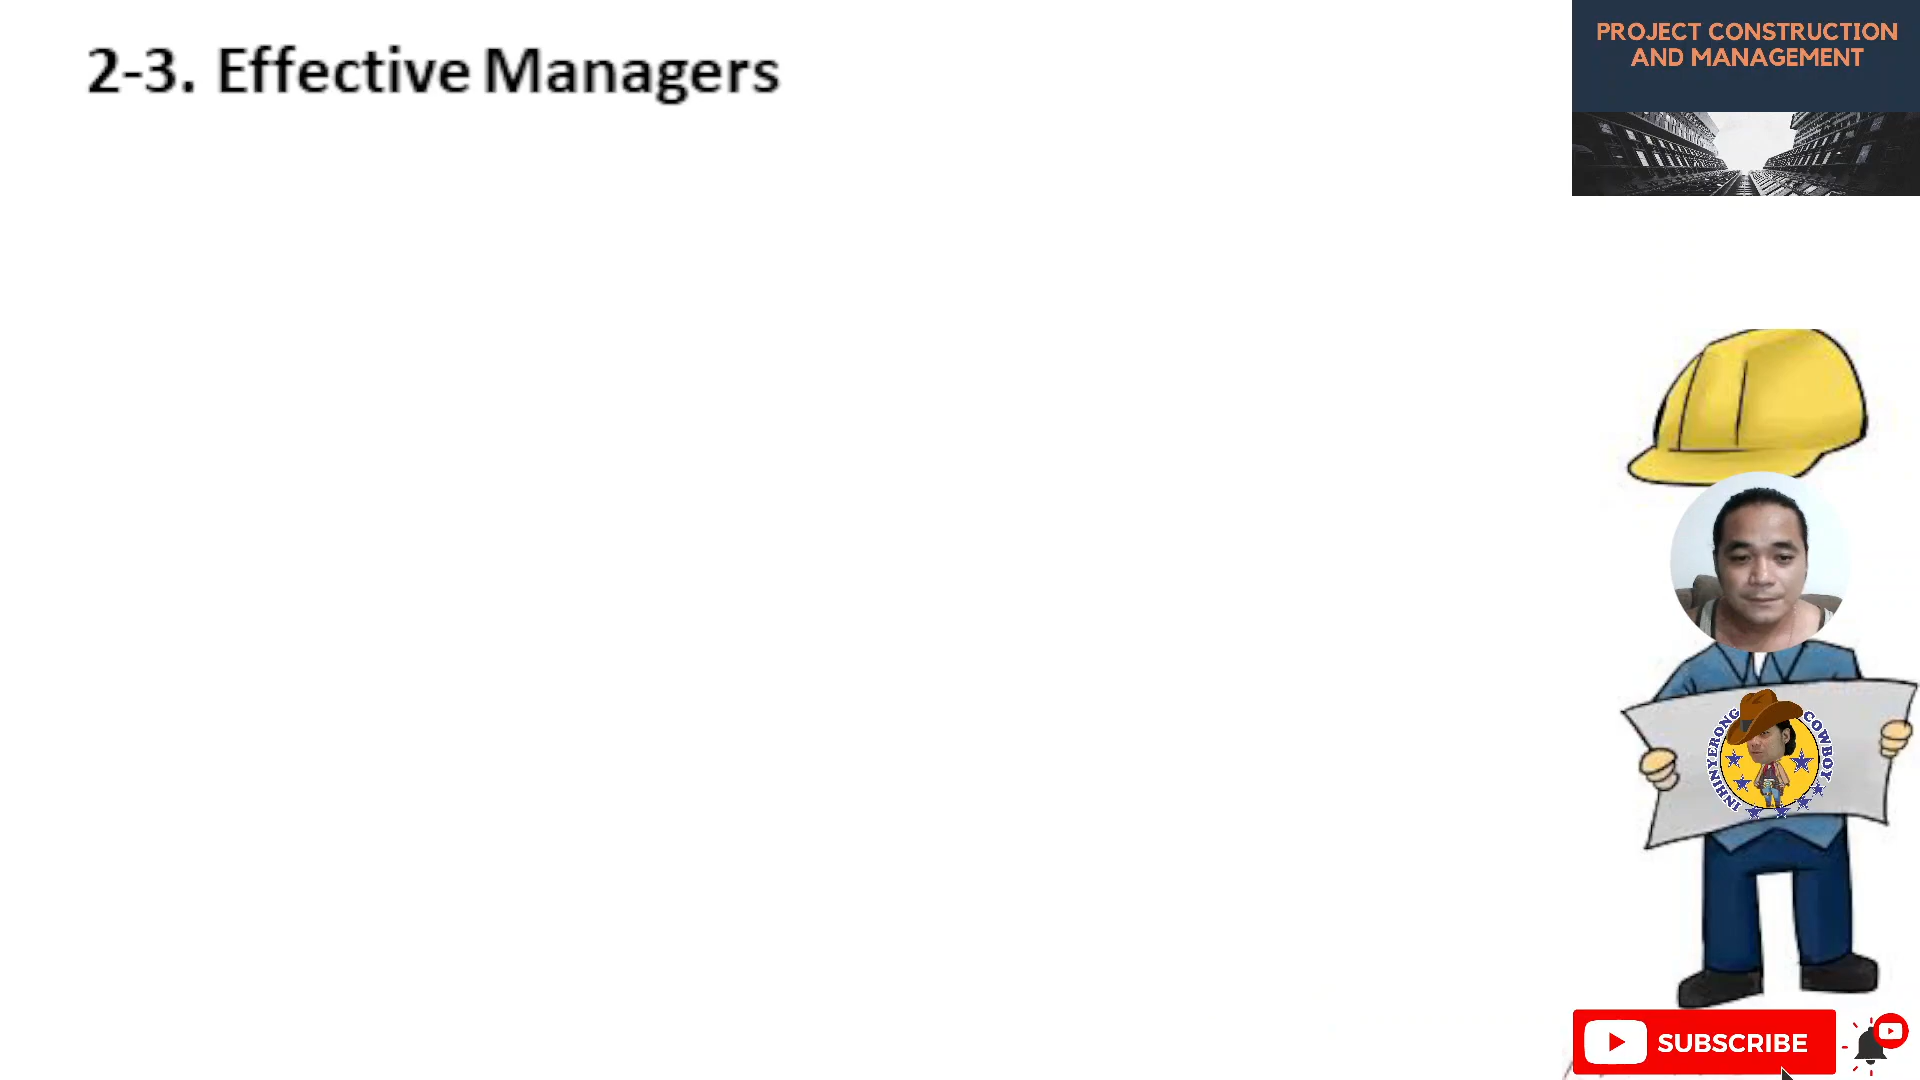 2-3. Effective Managers
PROJECT CONSTRUCTION
AND MANAGEMENT
INHINYERONG COWBOY
SUBSCRIBE